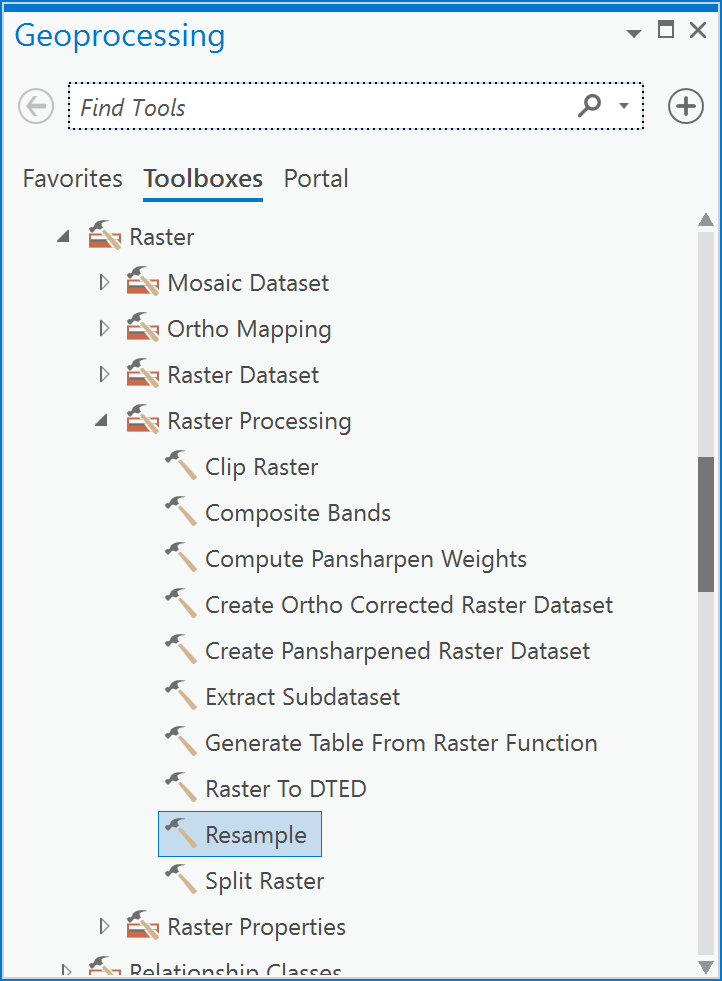 Geoprocessing
Find Tools
Favorites Toolboxes Portal
Raster
Mosaic Dataset
Ortho Mapping
Raster Dataset
Raster Processing
Clip Raster
Composite Bands
Compute Pansharpen Weights
Create Ortho Corrected Raster Dataset
Create Pansharpened Raster Dataset
Extract Subdataset
Generate Table From Raster Function
Raster To DTED
Resample
Split Raster
Raster Properties
Relationship Classes